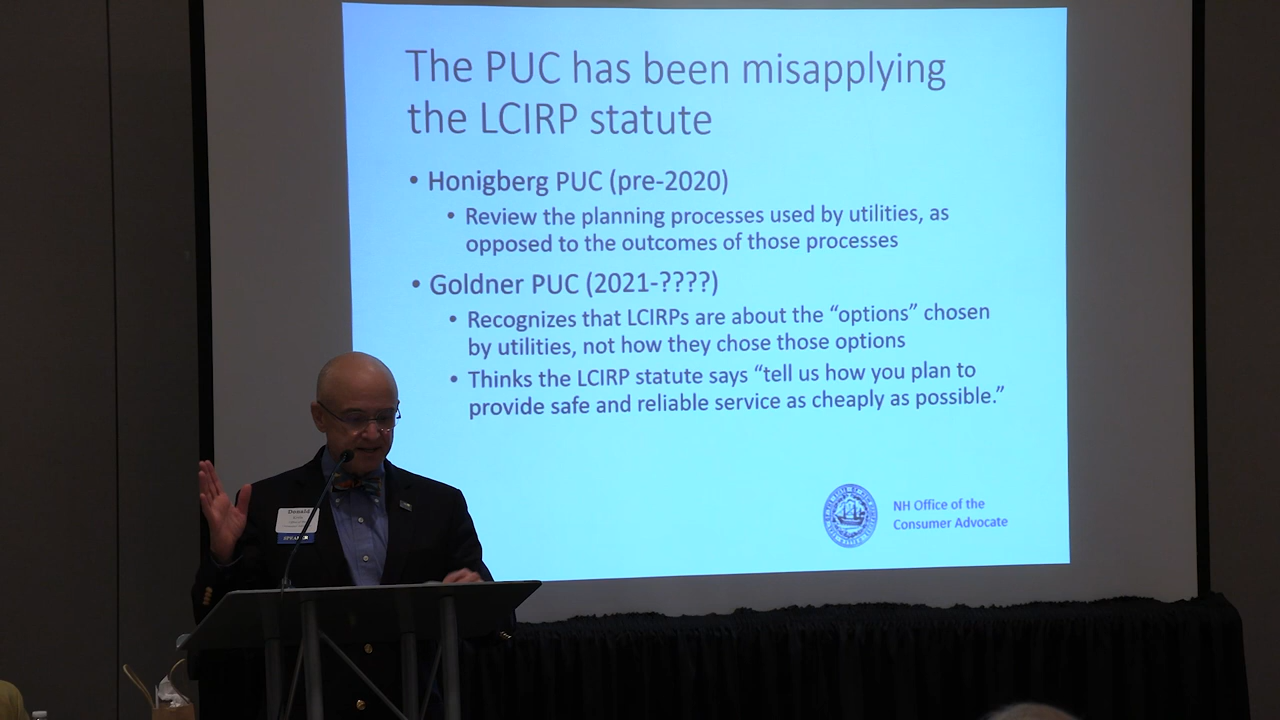 The PUC has been misapplying
the LCIRP statute
• Honigberg PUC (pre-2020)
• Review the planning processes used by utilities, as
opposed to the outcomes of those processes
• Goldner PUC (2021-????)
• Recognizes that LCIRPs are about the “options” chosen
by utilities, not how they chose those options
• Thinks the LCIRP statute says “tell us how you plan to
provide safe and reliable service as cheaply as possible.”
NH Office of the
Consumer Advocate
Donald
SPEAKER